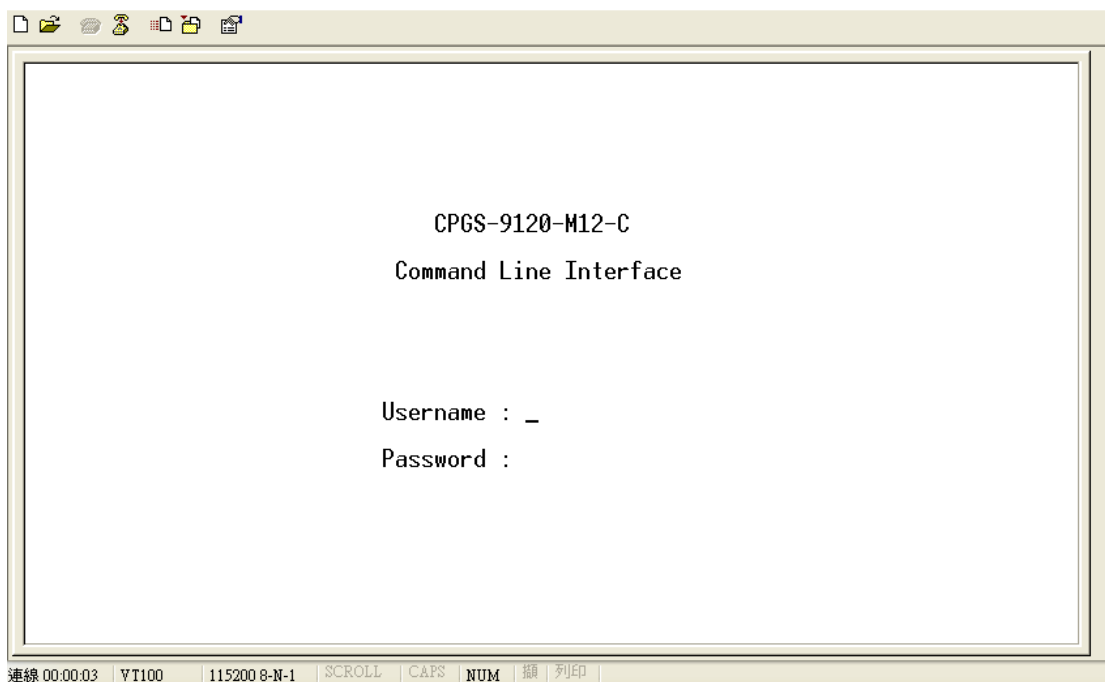 CPGS-9120-M12-C
Command Line Interface
Username : _
Password :
連線 00:00:03 VT100 115200 8-N-1 SCROLL CAPS NUM 擷 列印